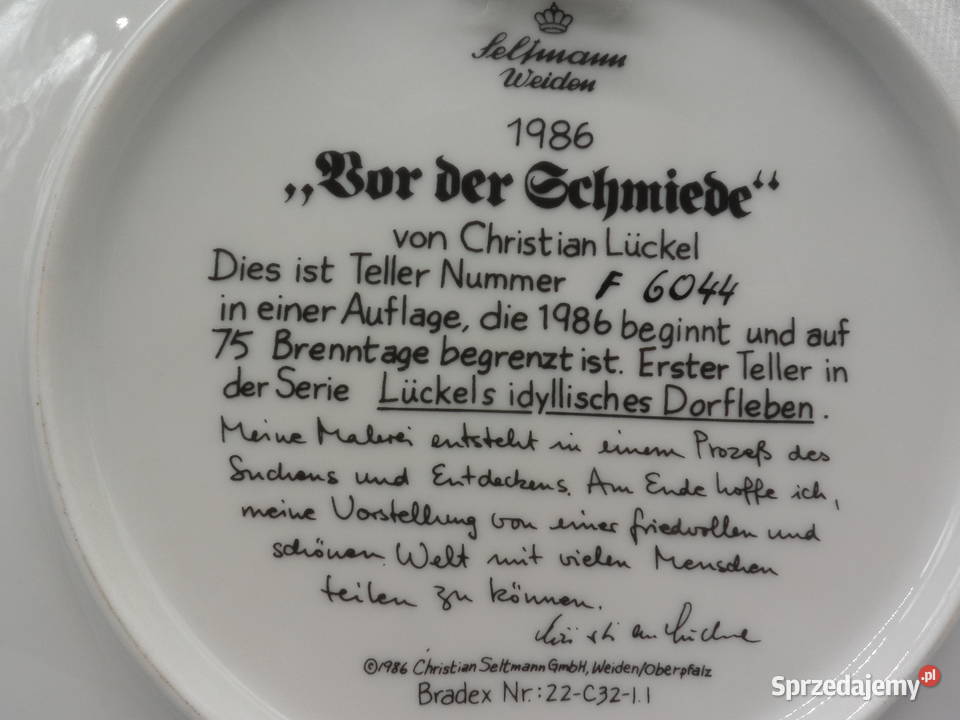 Seltmann
Weiden
1986
„Vor der Schmiede“
von Christian Lückel
Dies ist Teller Nummer F 6044
in einer Auflage, die 1986 beginnt und auf
75 Brenntage begrenzt ist. Erster Teller in
der Serie Lückels idyllisches Dorfleben.
Meine Malerei entsteht in einem Prozeß des
Suchens und Entdeckens. Am Ende hoffe ich,
meine Vorstellung von einer friedvollen und
schönen Welt mit vielen Menschen
teilen zu können.
Christian Lückel
©1986 Christian Seltmann GmbH, Weiden/Oberpfalz
Bradex Nr.: 22-C32-1.1
Sprzedajemy.pl